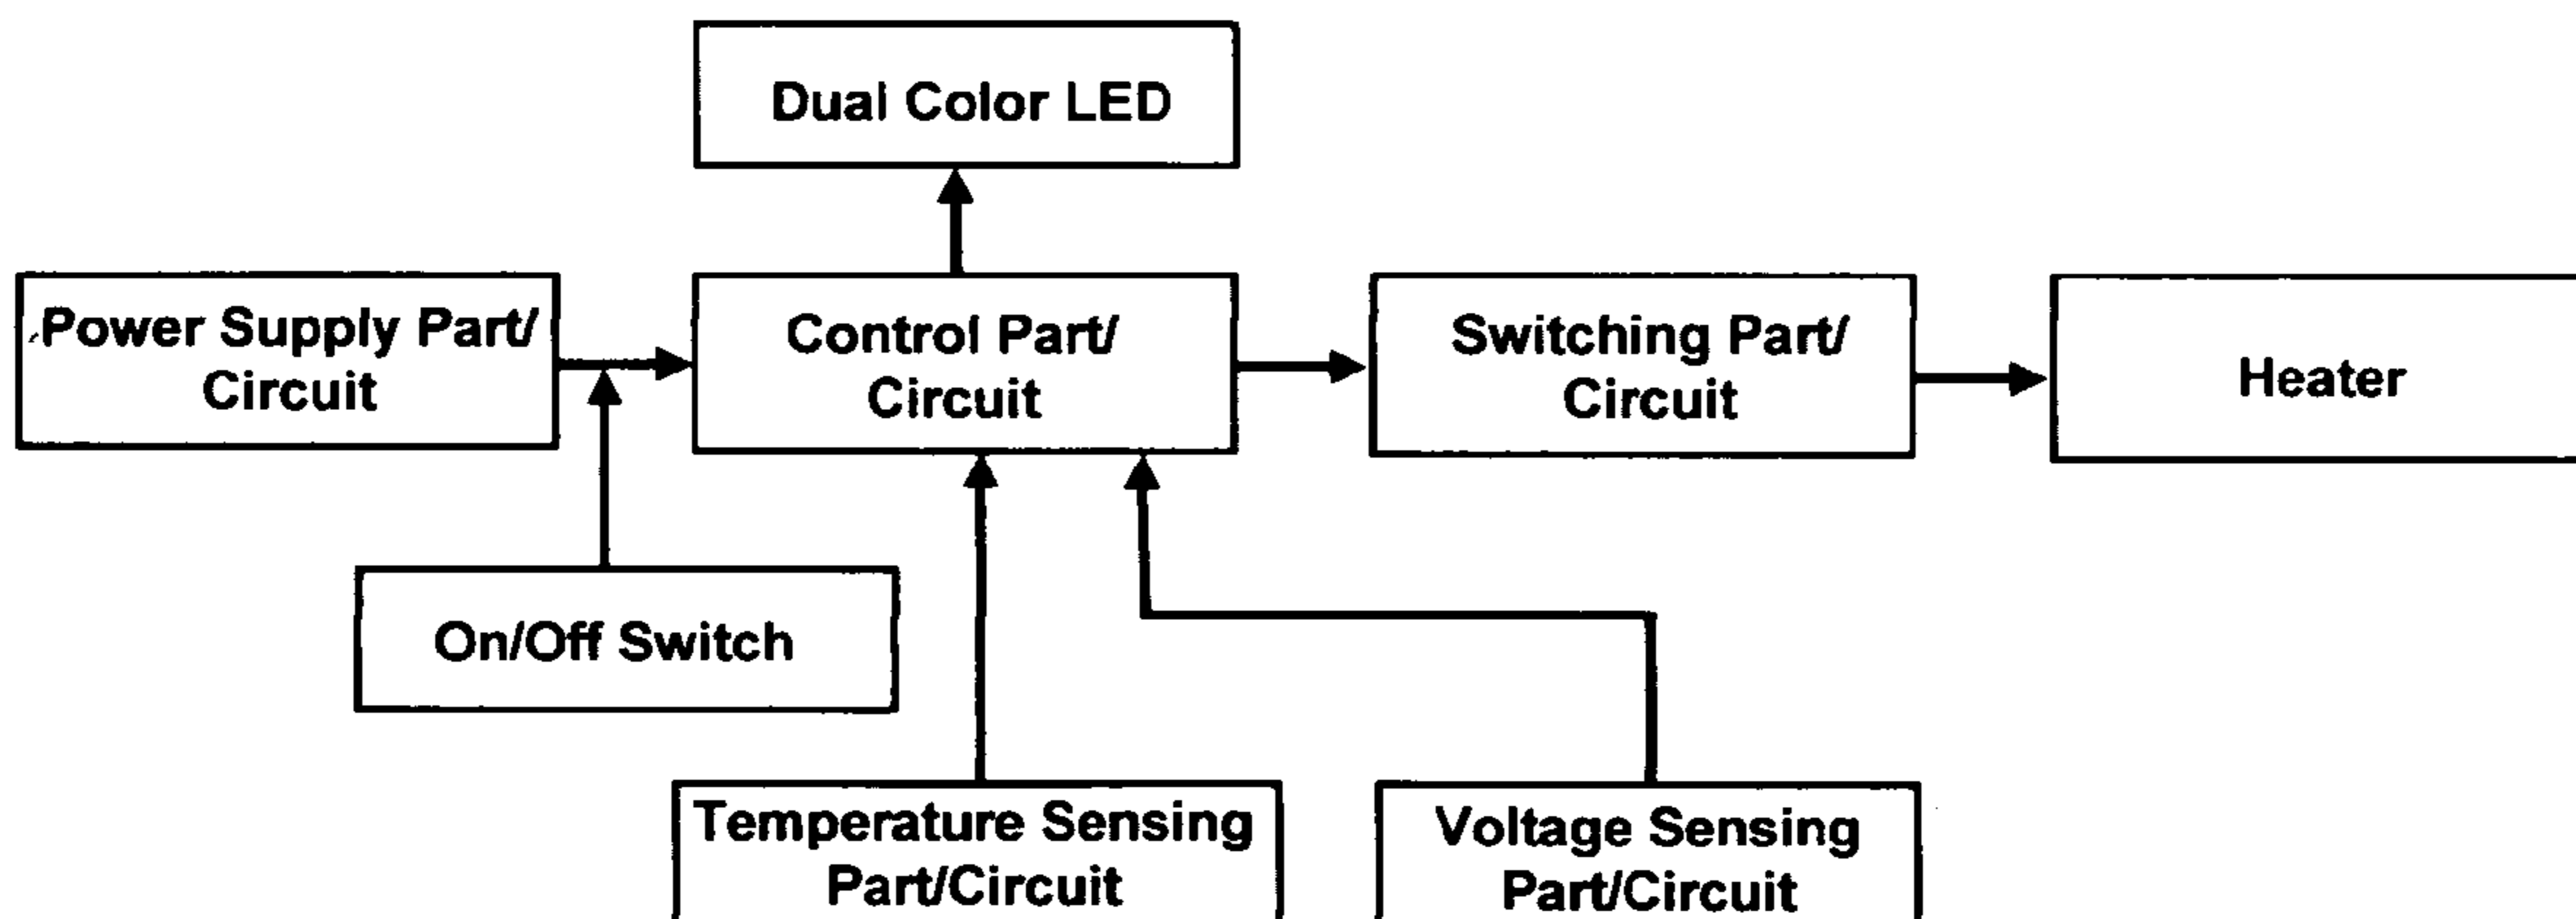 Dual Color LED
Power Supply Part/
Circuit
Control Part/
Circuit
Switching Part/
Circuit
Heater
On/Off Switch
Temperature Sensing
Part/Circuit
Voltage Sensing
Part/Circuit